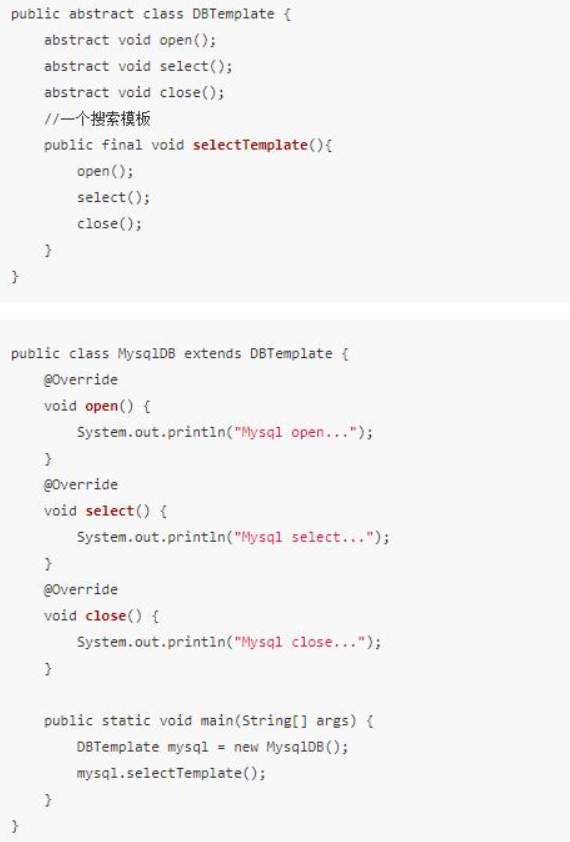 public abstract class DBTemplate {
    abstract void open();
    abstract void select();
    abstract void close();
    //一个搜索模板
    public final void selectTemplate(){
        open();
        select();
        close();
    }
}
public class MysqlDB extends DBTemplate {
    @Override
    void open() {
        System.out.println("Mysql open...");
    }
    @Override
    void select() {
        System.out.println("Mysql select...");
    }
    @Override
    void close() {
        System.out.println("Mysql close...");
    }
    public static void main(String[] args) {
        DBTemplate mysql = new MysqlDB();
        mysql.selectTemplate();
    }
}